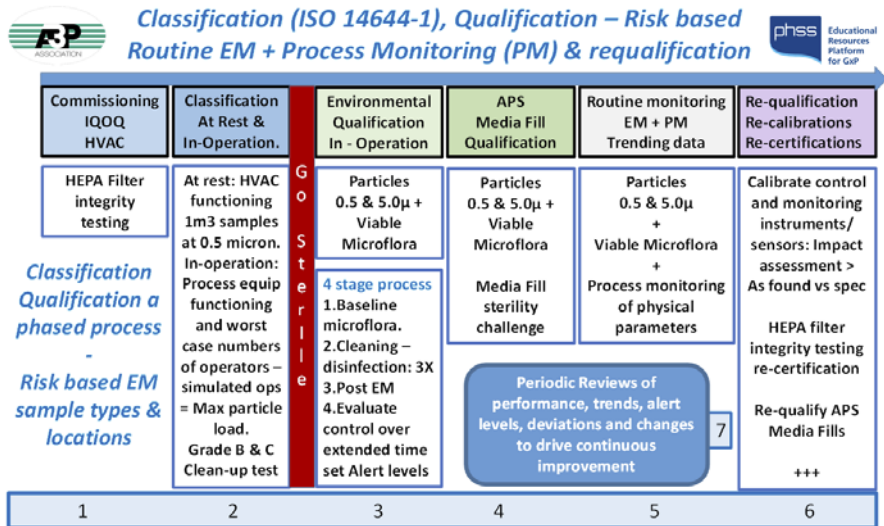 Classification (ISO 14644-1), Qualification – Risk based
Routine EM + Process Monitoring (PM) & requalification
A3P
ASSOCIATION
phss
Educational
Resources
Platform
for GxP
Commissioning
IQOQ
HVAC
HEPA Filter
integrity
testing
Classification
Qualification a
phased process
-
Risk based EM
sample types &
locations
Classification
At Rest &
In-Operation.
At rest: HVAC
functioning
1m3 samples
at 0.5 micron.
In-operation:
Process equip
functioning
and worst
case numbers
of operators –
simulated ops
= Max particle
load.
Grade B & C
Clean-up test
Go Sterlle
Environmental
Qualification
In - Operation
Particles
0.5 & 5.0µ +
Viable
Microflora
4 stage process
1.Baseline
microflora.
2.Cleaning –
disinfection: 3X
3.Post EM
4.Evaluate
control over
extended time
set Alert levels
APS
Media Fill
Qualification
Particles
0.5 & 5.0µ +
Viable
Microflora
Media Fill
sterility
challenge
Routine monitoring
EM + PM
Trending data
Particles
0.5 & 5.0µ
+
Viable Microflora
+
Process monitoring
of physical
parameters
Periodic Reviews of
performance, trends, alert
levels, deviations and changes
to drive continuous
improvement
7
Re-qualification
Re-calibrations
Re-certifications
Calibrate control
and monitoring
instruments/
sensors: Impact
assessment >
As found vs spec
HEPA filter
integrity testing
re-certification
Re-qualify APS
Media Fills
+++
1 2 3 4 5 6